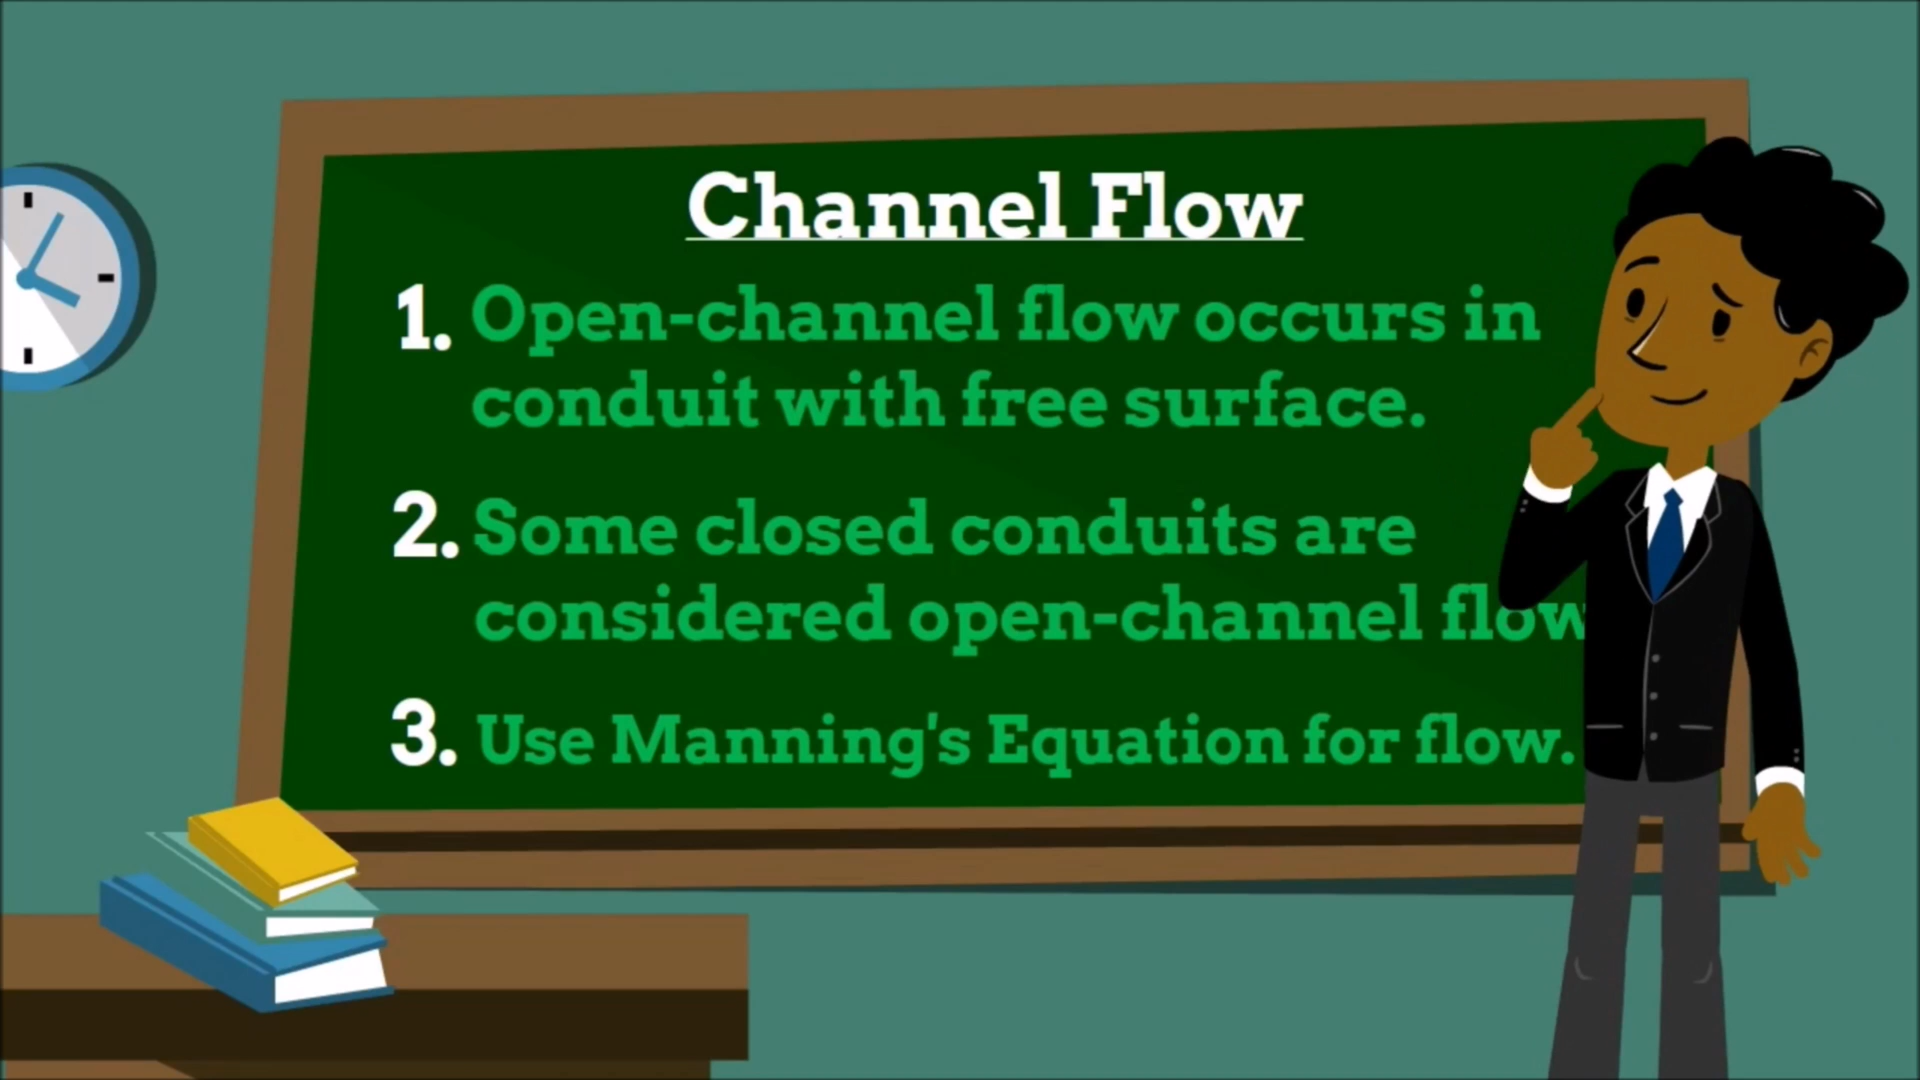 Channel Flow
1. Open-channel flow occurs in
conduit with free surface.
2. Some closed conduits are
considered open-channel flow
3. Use Manning's Equation for flow.